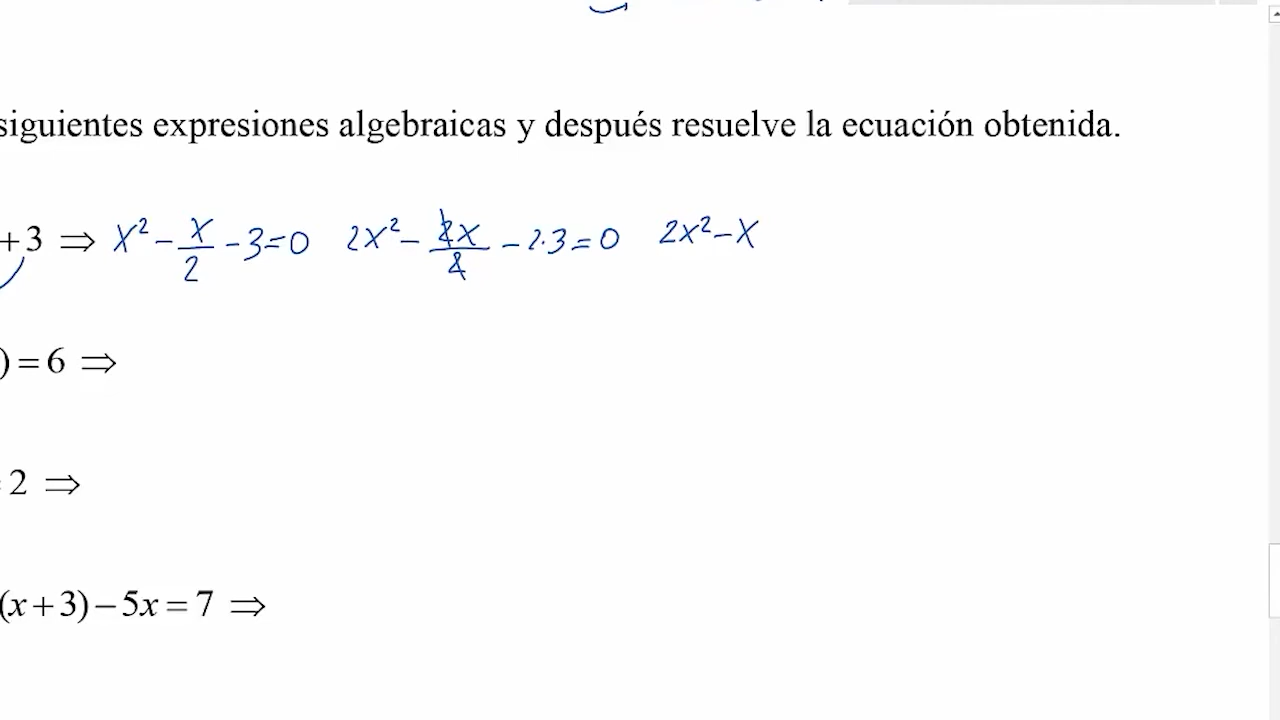 siguientes expresiones algebraicas y después resuelve la ecuación obtenida.
+3 ⇒ x² - x/2 - 3=0 2x² - 2x/2 - 2·3=0 2x²-x
)=6 ⇒
=2 ⇒
(x+3)-5x=7 ⇒